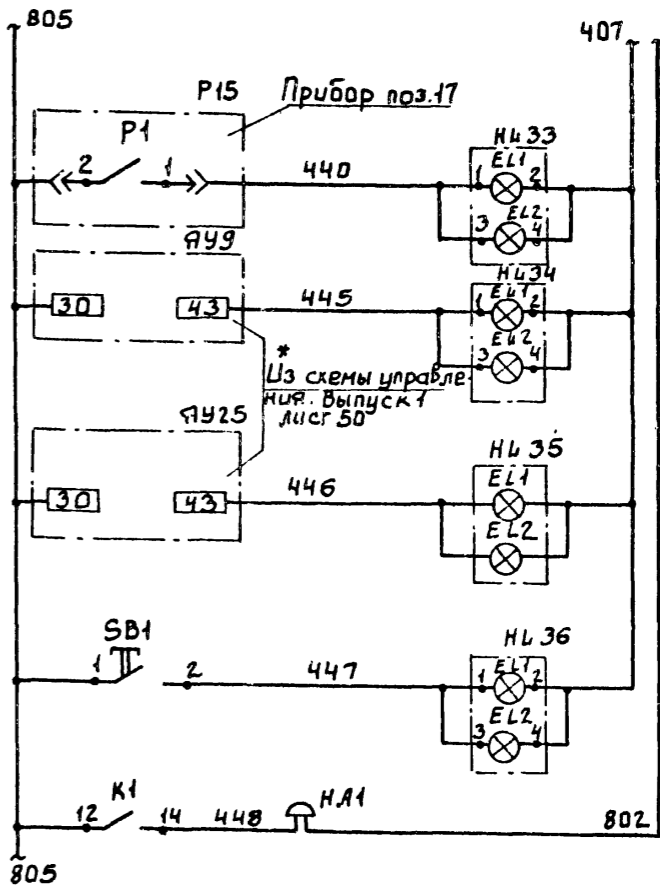 805
407
P15
Прибор поз.17
P1
2
1
440
HL33
EL1
1
2
EL2
3
4
ЯУ9
30
43
445
HL34
EL1
1
2
EL2
3
4
*
Из схемы управле-
ния. Выпуск 1
лист 50
ЯУ25
30
43
446
HL35
EL1
EL2
SB1
1
2
447
HL36
EL1
1
2
EL2
3
4
K1
12
14
448
HA1
802
805